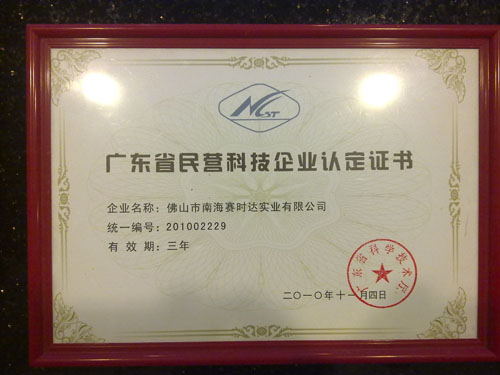 NCST
广东省民营科技企业认定证书
企业名称：佛山市南海赛时达实业有限公司
统一编号：201002229
有 效 期：三年
广东省科学技术厅
二〇一〇年十一月四日